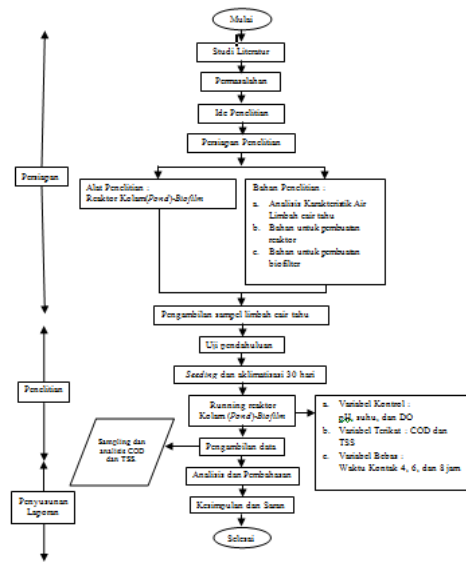 Mulai
Studi Literatur
Permasalahan
Ide Penelitian
Persiapan Penelitian
Persiapan
Alat Penelitian :
Reaktor Kolam(Pond)-Biofilm
Bahan Penelitian :
a. Analisis Karakteristik Air
Limbah cair tahu
b. Bahan untuk pembuatan
reaktor
c. Bahan untuk pembuatan
biofilter
Pengambilan sampel limbah cair tahu
Uji pendahuluan
Seeding dan aklimatisasi 30 hari
Penelitian
Running reaktor
Kolam (Pond)-Biofilm
a. Variabel Kontrol :
pH, suhu, dan DO
b. Variabel Terikat : COD dan
TSS
c. Variabel Bebas :
Waktu Kontak 4, 6, dan 8 jam
Sampling dan
analisis COD
dan TSS
Pengambilan data
Analisis dan Pembahasan
Penyusunan
Laporan
Kesimpulan dan Saran
Selesai